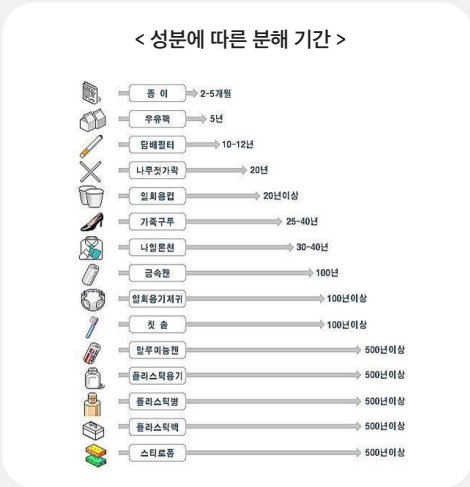 < 성분에 따른 분해 기간 >
종 이 2-5개월
우유팩 5년
담배필터 10-12년
나무젓가락 20년
일회용컵 20년이상
가죽구두 25-40년
나일론천 30-40년
금속캔 100년
일회용기저귀 100년이상
칫 솔 100년이상
알루미늄캔 500년이상
플라스틱용기 500년이상
플라스틱병 500년이상
플라스틱백 500년이상
스티로폼 500년이상